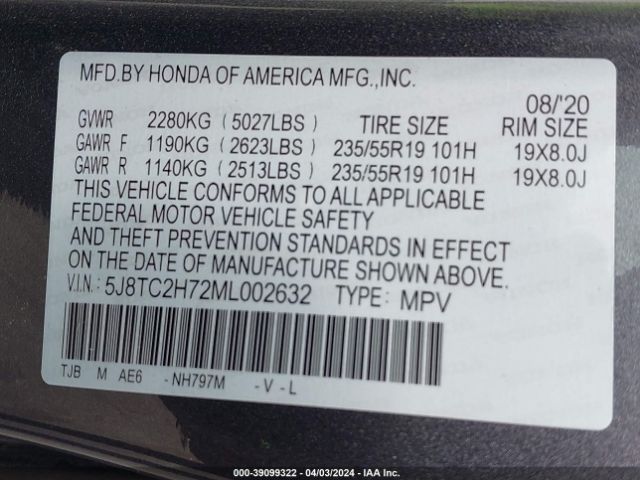 MFD.BY HONDA OF AMERICA MFG.,INC.
08/'20
GVWR 2280KG (5027LBS) TIRE SIZE RIM SIZE
GAWR F 1190KG (2623LBS) 235/55R19 101H 19X8.0J
GAWR R 1140KG (2513LBS) 235/55R19 101H 19X8.0J
THIS VEHICLE CONFORMS TO ALL APPLICABLE
FEDERAL MOTOR VEHICLE SAFETY
AND THEFT PREVENTION STANDARDS IN EFFECT
ON THE DATE OF MANUFACTURE SHOWN ABOVE.
V.I.N.: 5J8TC2H72ML002632 TYPE: MPV
TJB M AE6 -NH797M -V-L
000-39099322 - 04/03/2024 - IAA Inc.